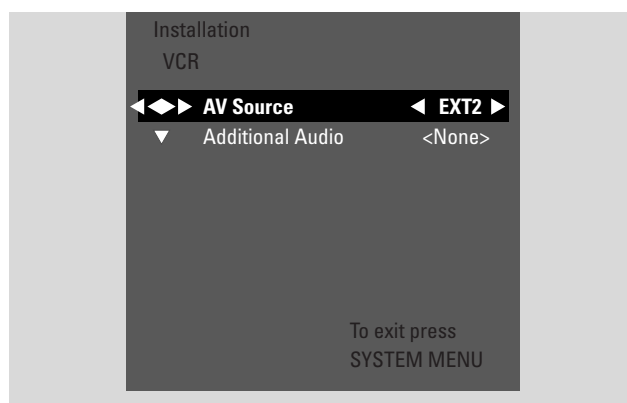 Installation
VCR
AV Source EXT2
Additional Audio <None>
To exit press
SYSTEM MENU